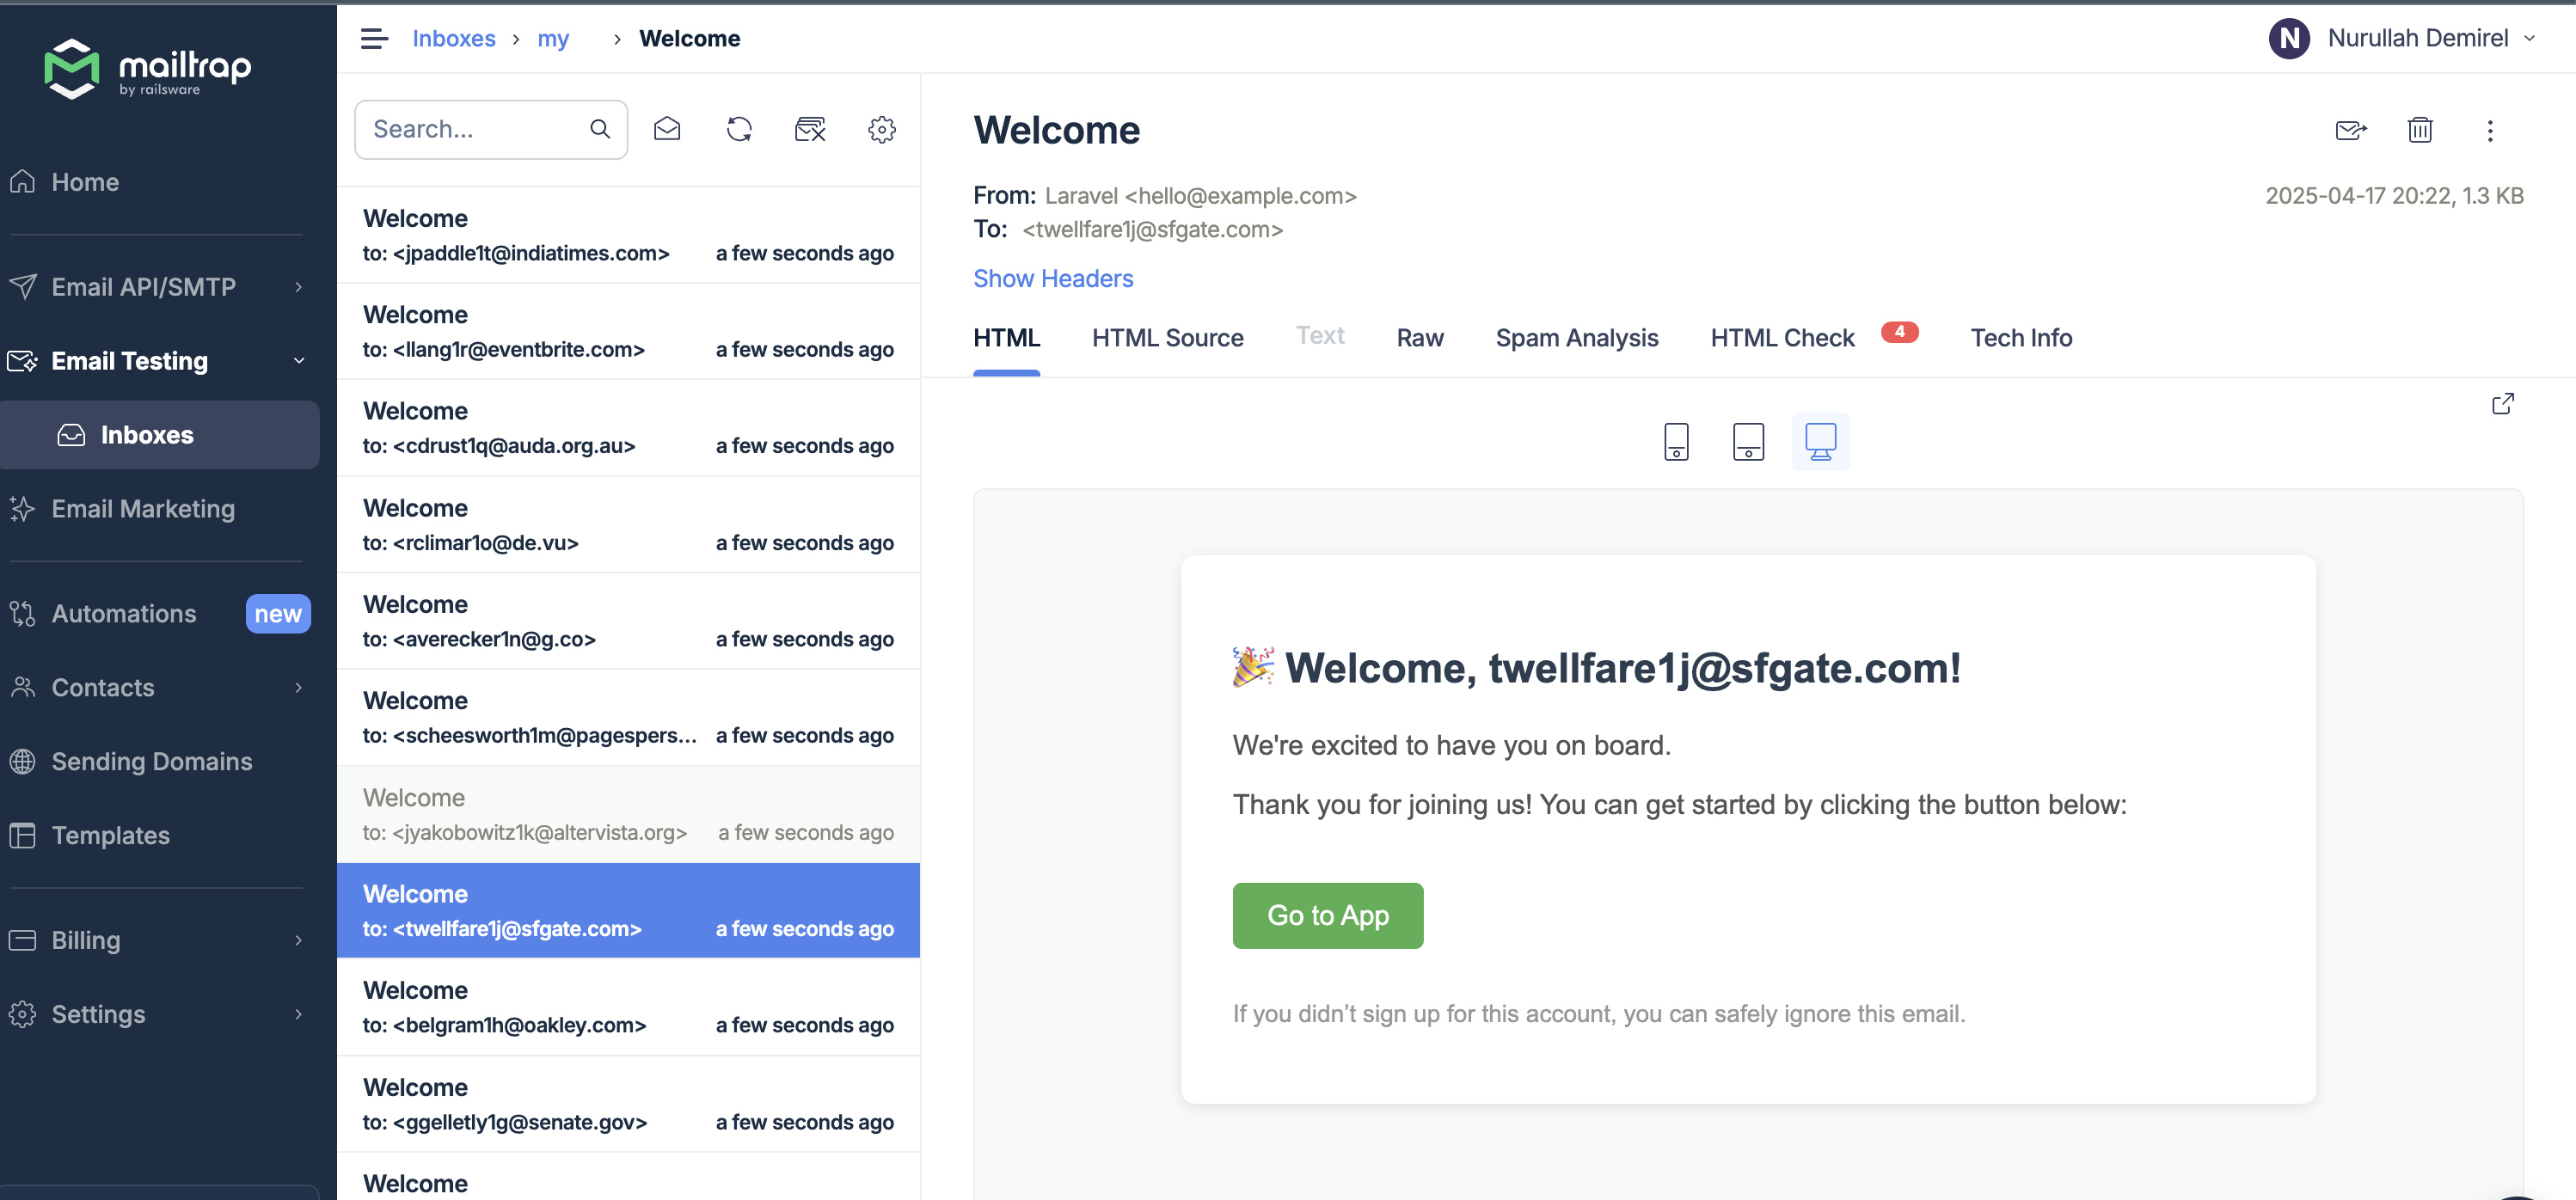 mailtrap
by railsware
Home
Email API/SMTP
Email Testing
Inboxes
Email Marketing
Automations new
Contacts
Sending Domains
Templates
Billing
Settings
Inboxes › my › Welcome
N Nurullah Demirel
Search...
Welcome
to: <jpaddle1t@indiatimes.com> a few seconds ago
Welcome
to: <llang1r@eventbrite.com> a few seconds ago
Welcome
to: <cdrust1q@auda.org.au> a few seconds ago
Welcome
to: <rclimar1o@de.vu> a few seconds ago
Welcome
to: <averecker1n@g.co> a few seconds ago
Welcome
to: <scheesworth1m@pagespers... a few seconds ago
Welcome
to: <jyakobowitz1k@altervista.org> a few seconds ago
Welcome
to: <twellfare1j@sfgate.com> a few seconds ago
Welcome
to: <belgram1h@oakley.com> a few seconds ago
Welcome
to: <ggelletly1g@senate.gov> a few seconds ago
Welcome
Welcome
From: Laravel <hello@example.com>
2025-04-17 20:22, 1.3 KB
To: <twellfare1j@sfgate.com>
Show Headers
HTML HTML Source Text Raw Spam Analysis HTML Check 4 Tech Info
🎉 Welcome, twellfare1j@sfgate.com!
We're excited to have you on board.
Thank you for joining us! You can get started by clicking the button below:
Go to App
If you didn’t sign up for this account, you can safely ignore this email.